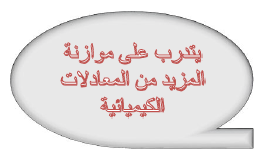 يتدرب على موازنة
المزيد من المعادلات
الكيميائية